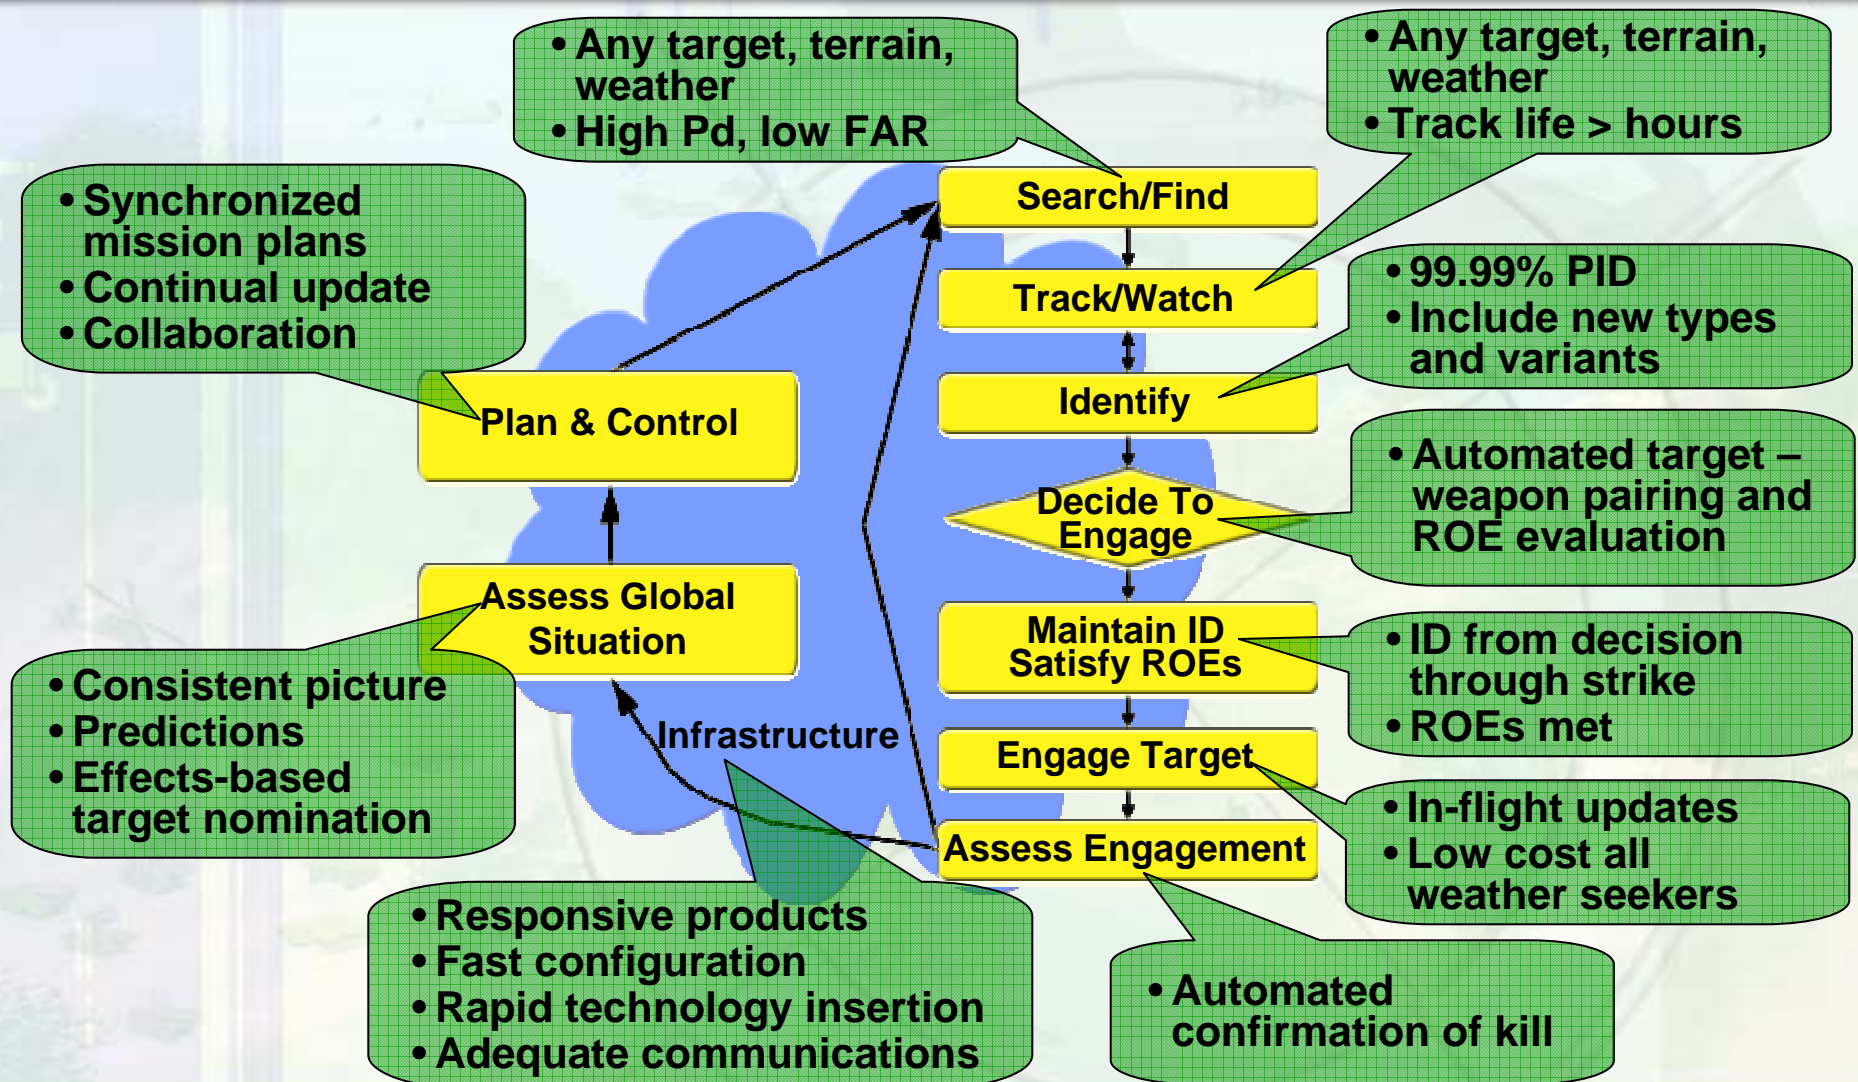 • Any target, terrain,
weather
• High Pd, low FAR
• Any target, terrain,
weather
• Track life > hours
• Synchronized
mission plans
• Continual update
• Collaboration
Search/Find
Track/Watch
• 99.99% PID
• Include new types
and variants
Identify
Plan & Control
• Automated target –
weapon pairing and
ROE evaluation
Decide To
Engage
Assess Global
Situation
Maintain ID
Satisfy ROEs
• ID from decision
through strike
• ROEs met
• Consistent picture
• Predictions
• Effects-based
target nomination
Infrastructure
Engage Target
• In-flight updates
• Low cost all
weather seekers
Assess Engagement
• Responsive products
• Fast configuration
• Rapid technology insertion
• Adequate communications
• Automated
confirmation of kill